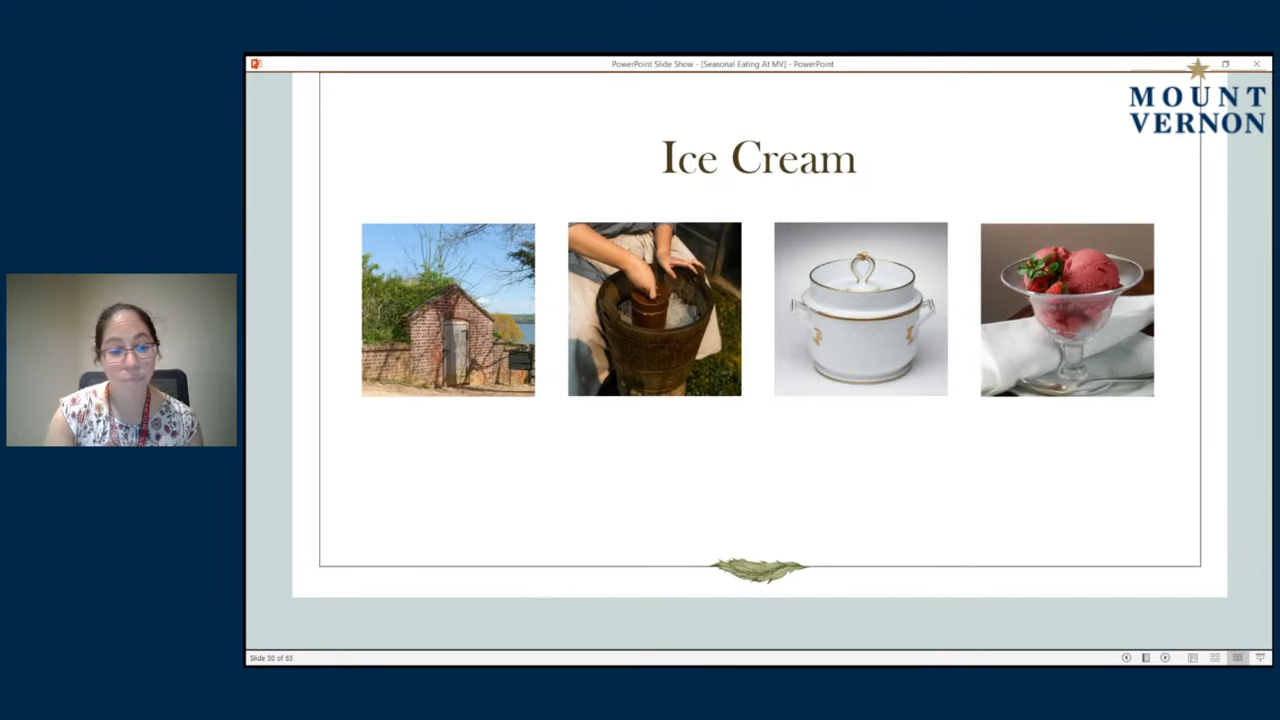 PowerPoint Slide Show - [Seasonal Eating At MV] - PowerPoint
MOUNT
VERNON
Ice Cream
Slide 50 of 65